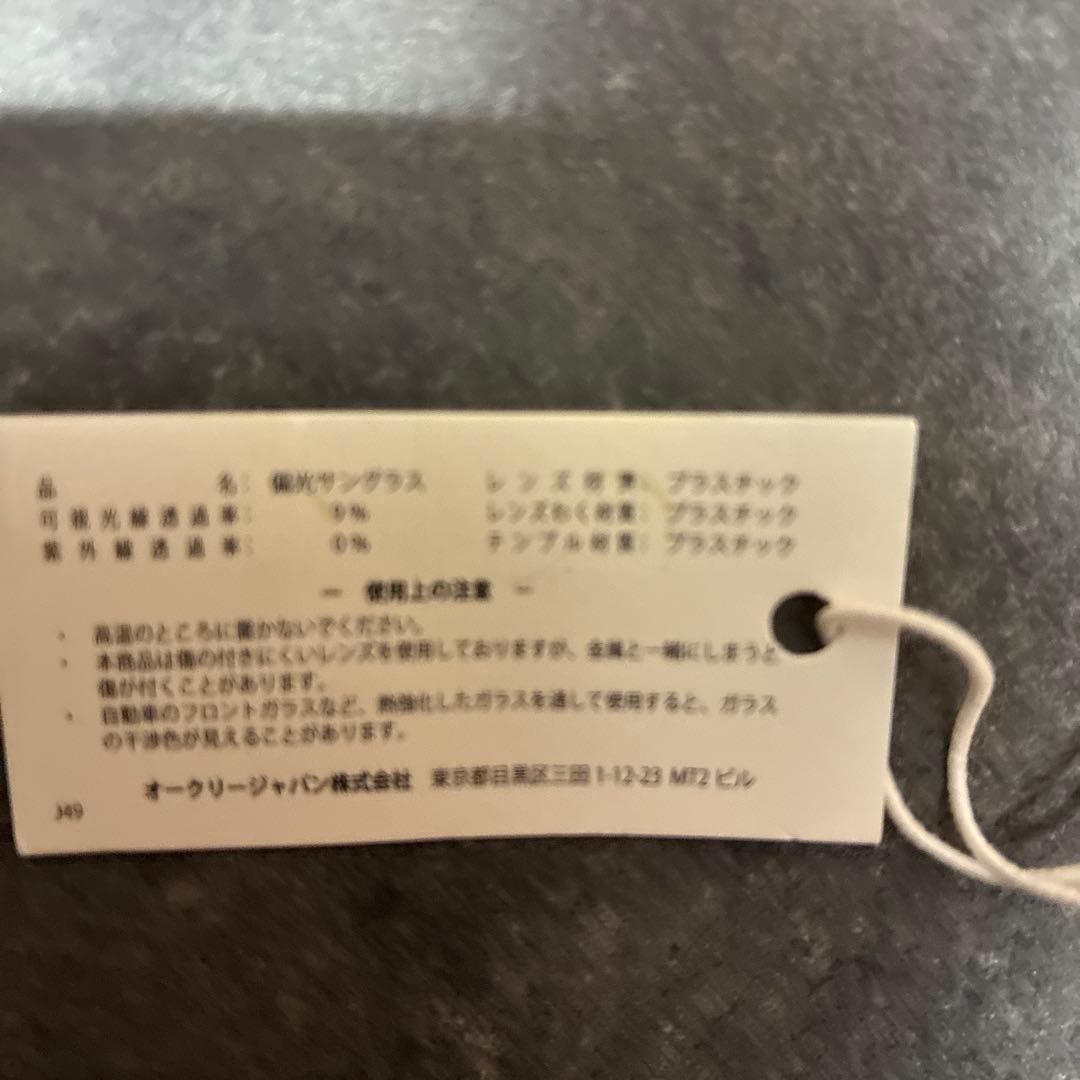 品名： 偏光サングラス レンズ材質： プラスチック
可視光線透過率： 9% レンズわく材質： プラスチック
紫外線透過率： 0% テンプル材質： プラスチック
ー 使用上の注意 ー
・ 高温のところに置かないでください。
・ 本商品は傷の付きにくいレンズを使用しておりますが、金属と一緒にしまうと
傷が付くことがあります。
・ 自動車のフロントガラスなど、熱強化したガラスを通して使用すると、ガラス
の干渉色が見えることがあります。
オークリージャパン株式会社 東京都目黒区三田1-12-23 MT2ビル
J49